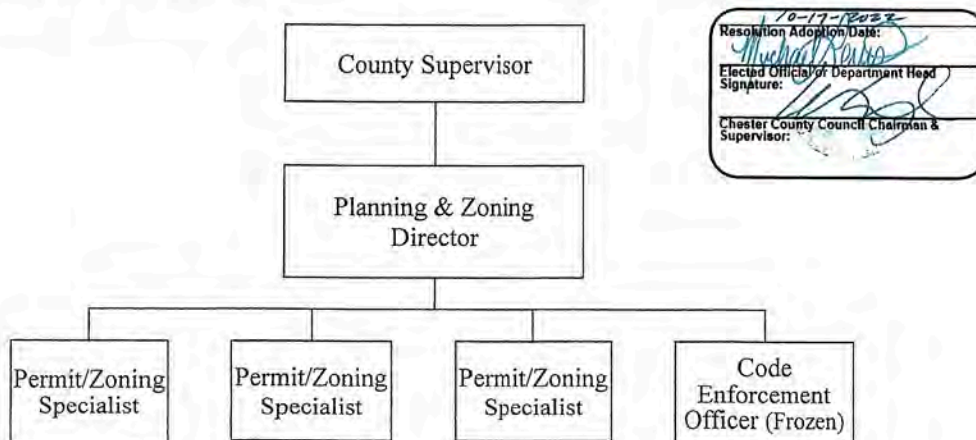 County Supervisor
Planning & Zoning
Director
Permit/Zoning
Specialist
Permit/Zoning
Specialist
Permit/Zoning
Specialist
Code
Enforcement
Officer (Frozen)
10-17-2022
Resolution Adoption Date:
Elected Official or Department Head
Signature:
Chester County Council Chairman &
Supervisor: